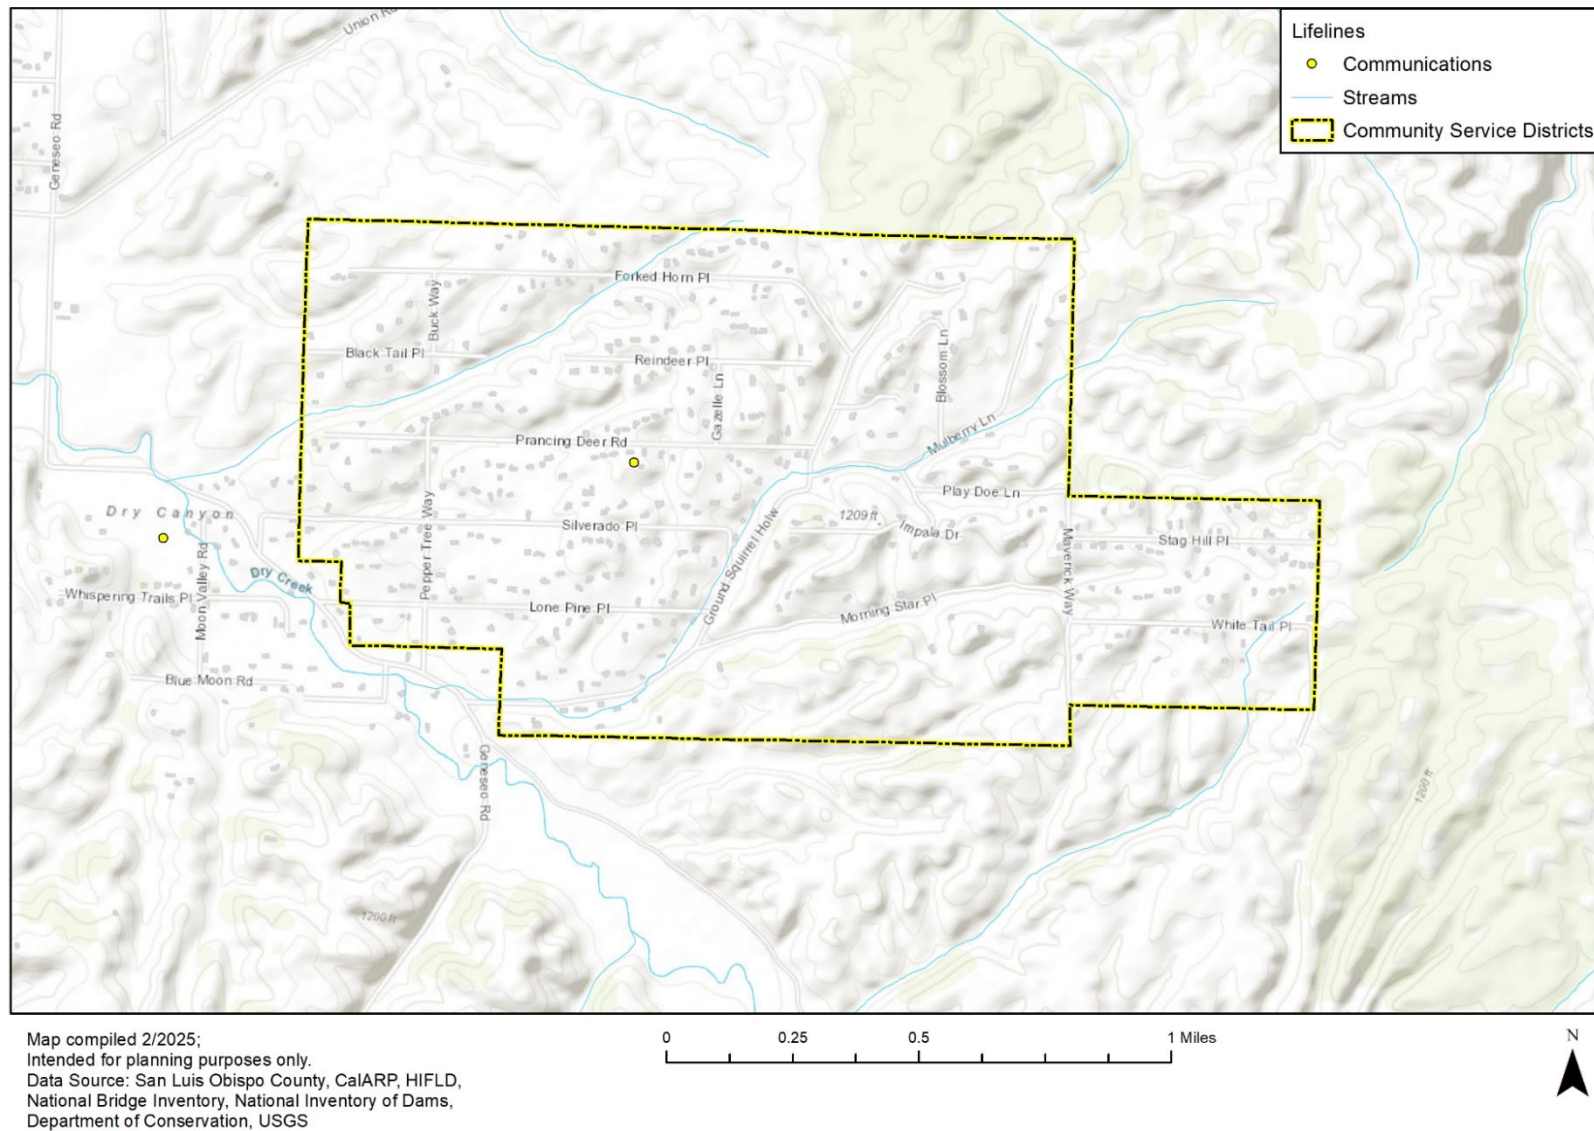 Union Rd
Lifelines
Communications
Streams
Community Service Districts
Geneseo Rd
Forked Horn Pl
Buck Way
Black Tail Pl
Reindeer Pl
Gazelle Ln
Blossom Ln
Mulberry Ln
Prancing Deer Rd
Play Doe Ln
Dry Canyon
Pepper Tree Way
Silverado Pl
1209 ft
Impala Dr
Ground Squirrel Holw
Maverick Way
Stag Hill Pl
Dry Creek
Moon Valley Rd
Whispering Trails Pl
Lone Pine Pl
Morning Star Pl
White Tail Pl
Blue Moon Rd
Geneseo Rd
1200 ft
1200 ft
Map compiled 2/2025;
Intended for planning purposes only.
Data Source: San Luis Obispo County, CalARP, HIFLD,
National Bridge Inventory, National Inventory of Dams,
Department of Conservation, USGS
0 0.25 0.5 1 Miles
N